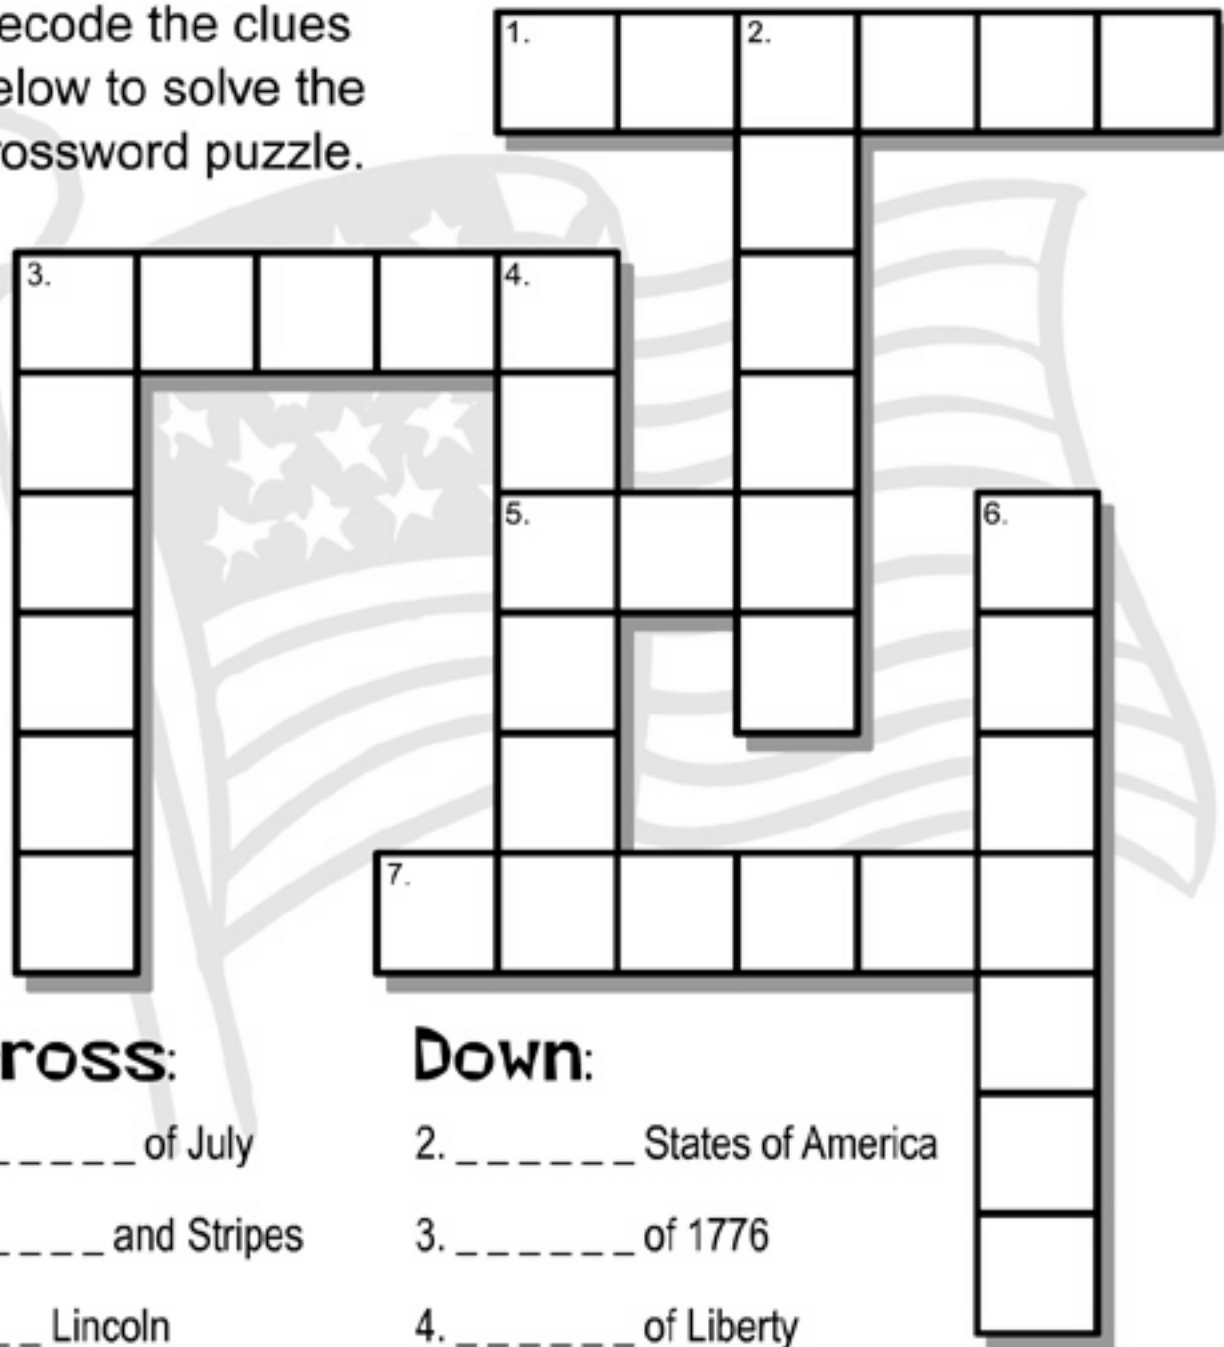 ecode the clues
elow to solve the
rossword puzzle.
1. 2.
3. 4.
5. 6.
7.
ross:
_ _ _ _ _ of July
_ _ _ _ and Stripes
_ _ Lincoln
Down:
2. _ _ _ _ _ _ States of America
3. _ _ _ _ _ _ of 1776
4. _ _ _ _ _ _ of Liberty